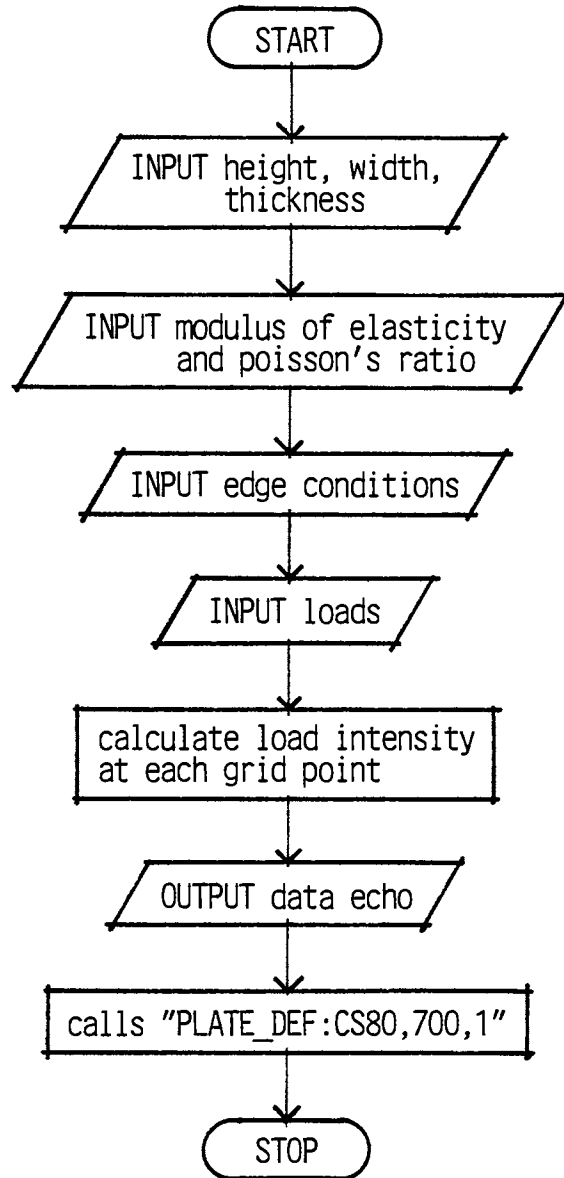 START
INPUT height, width,
thickness
INPUT modulus of elasticity
and poisson's ratio
INPUT edge conditions
INPUT loads
calculate load intensity
at each grid point
OUTPUT data echo
calls "PLATE_DEF:CS80,700,1"
STOP